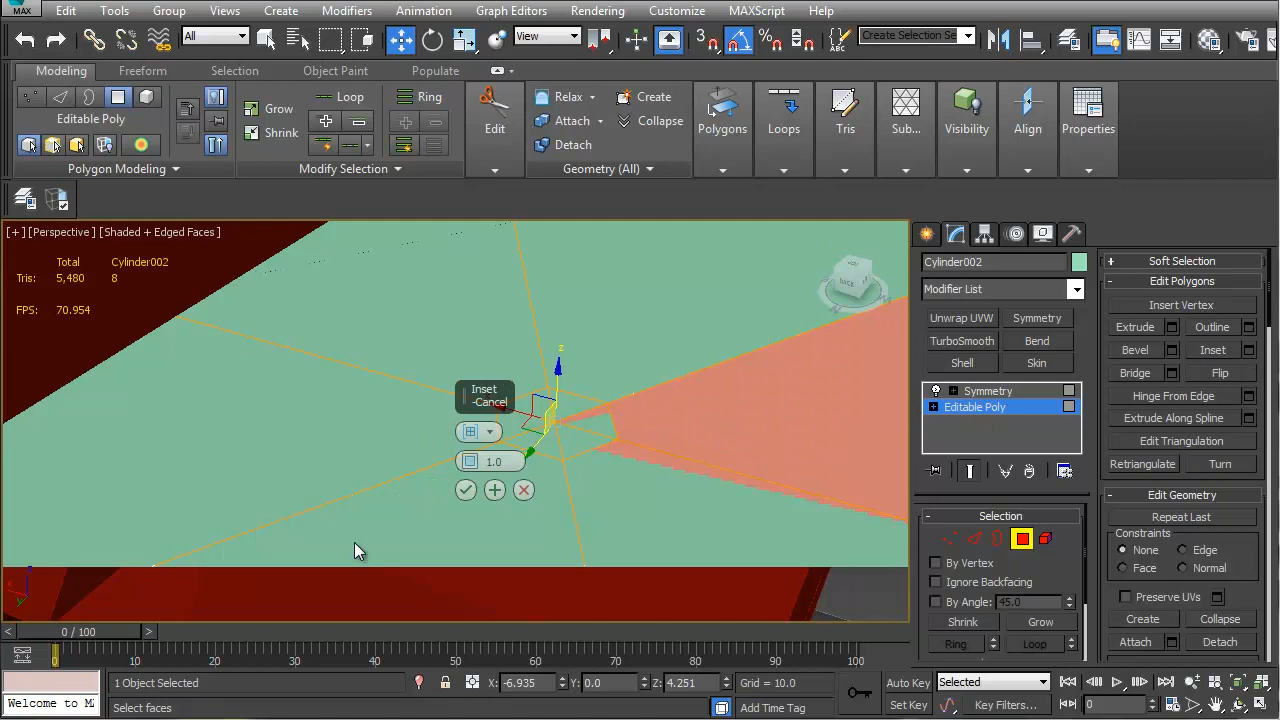 MAX
Edit Tools Group Views Create Modifiers Animation Graph Editors Rendering Customize MAXScript Help
All
View
3
Create Selection Se
ABC
Modeling Freeform Selection Object Paint Populate
Loop Ring
Grow
Relax Create
Editable Poly
Shrink
Edit
Attach Collapse
Polygons Loops Tris Sub... Visibility Align Properties
Detach
Polygon Modeling Modify Selection Geometry (All)
[+] [Perspective] [Shaded + Edged Faces]
Total Cylinder002
Tris: 5,480 8
FPS: 70.954
BACK
z
Inset
-Cancel
1.0
Cylinder002
Modifier List
Unwrap UVW Symmetry
TurboSmooth Bend
Shell Skin
Symmetry
Editable Poly
Selection
By Vertex
Ignore Backfacing
By Angle: 45.0
Shrink Grow
Ring Loop
Soft Selection
Edit Polygons
Insert Vertex
Extrude Outline
Bevel Inset
Bridge Flip
Hinge From Edge
Extrude Along Spline
Edit Triangulation
Retriangulate Turn
Edit Geometry
Repeat Last
Constraints
None Edge
Face Normal
Preserve UVs
Create Collapse
Attach Detach
0 / 100
0 10 20 30 40 50 60 70 80 90 100
1 Object Selected X: -6.935 Y: 0.0 Z: 4.251 Grid = 10.0 Auto Key Selected
Welcome to M
Select faces Add Time Tag Set Key Key Filters... 0